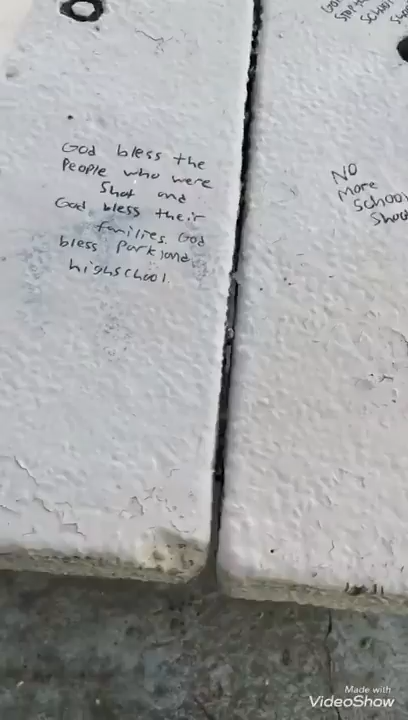 God bless the
People who were
Shot and
God bless their
families. God
bless parkland
highschool.
No
More
School
Made with
VideoShow